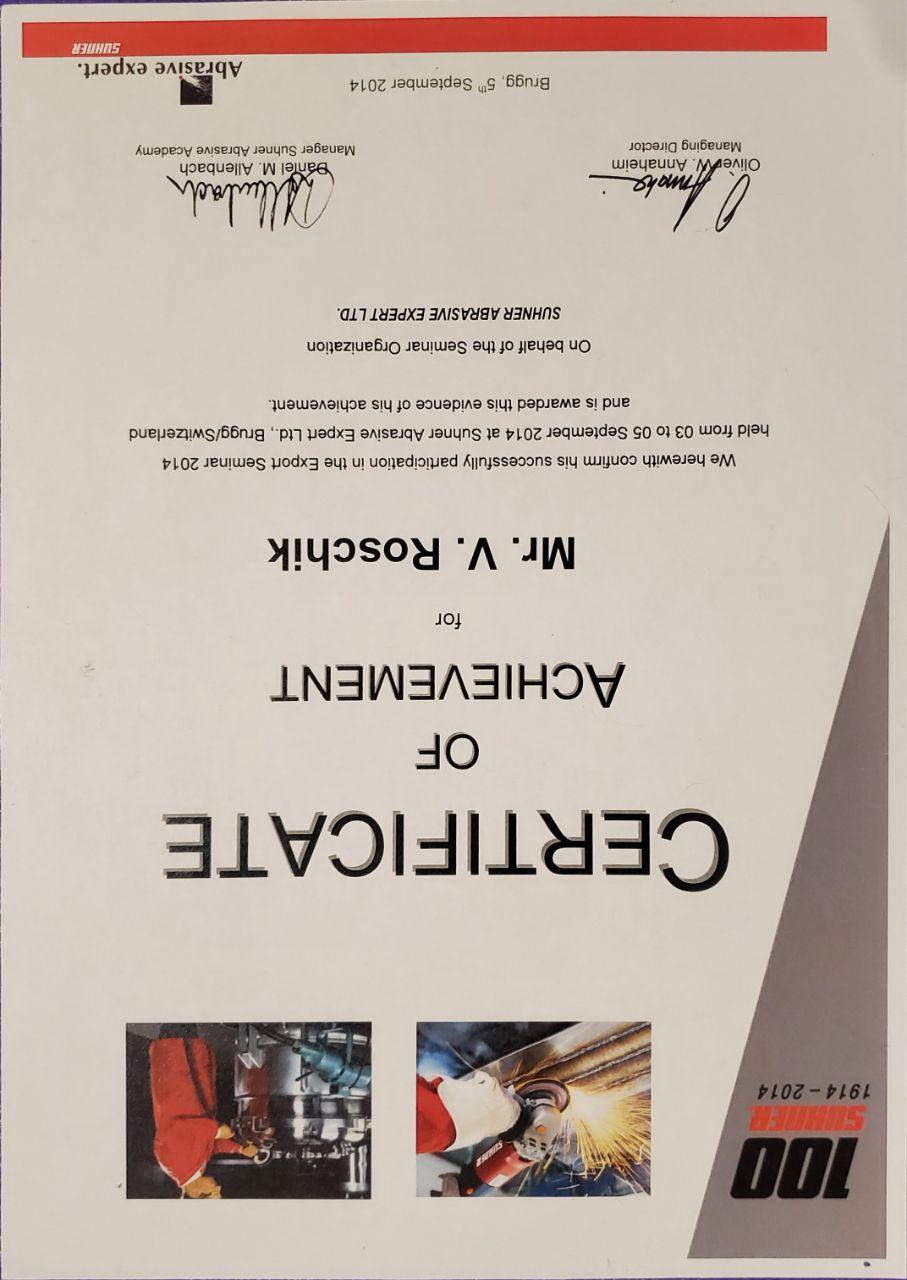 100
SUHNER
1914 – 2014
SUHNER
CERTIFICATE
OF
ACHIEVEMENT
for
Mr. V. Roschik
We herewith confirm his successfully participation in the Export Seminar 2014
held from 03 to 05 September 2014 at Suhner Abrasive Expert Ltd., Brugg/Switzerland
and is awarded this evidence of his achievement.
On behalf of the Seminar Organization
SUHNER ABRASIVE EXPERT LTD.
Oliver W. Annaheim
Managing Director
Daniel M. Allenbach
Manager Suhner Abrasive Academy
Brugg, 5th September 2014
Abrasive expert.
SUHNER